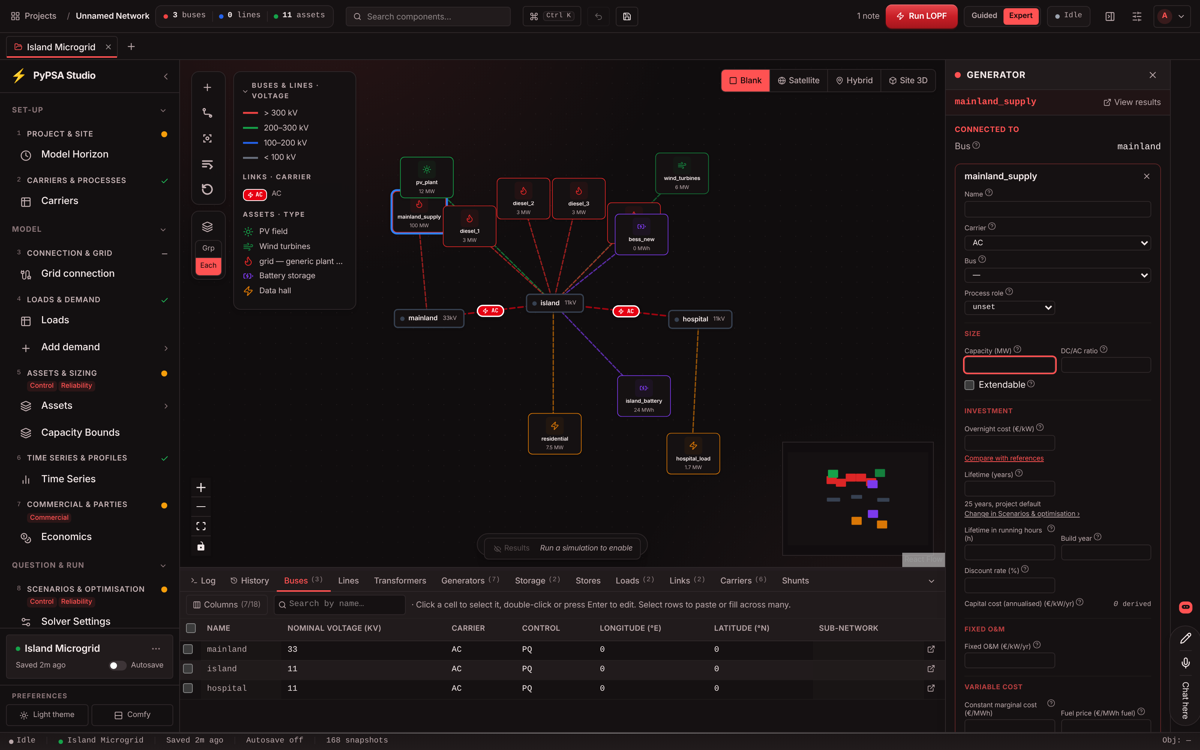 Projects / Unnamed Network
3 buses 0 lines 11 assets
Search components...
⌘ Ctrl K
1 note
Run LOPF
Guided Expert
Idle
A
Island Microgrid
PyPSA Studio
SET-UP
1 PROJECT & SITE
Model Horizon
2 CARRIERS & PROCESSES
Carriers
MODEL
3 CONNECTION & GRID
Grid connection
4 LOADS & DEMAND
Loads
Add demand
5 ASSETS & SIZING
Control Reliability
Assets
Capacity Bounds
6 TIME SERIES & PROFILES
Time Series
7 COMMERCIAL & PARTIES
Commercial
Economics
QUESTION & RUN
8 SCENARIOS & OPTIMISATION
Control Reliability
Solver Settings
Island Microgrid
Saved 2m ago Autosave
PREFERENCES
Light theme Comfy
Grp
Each
BUSES & LINES · VOLTAGE
> 300 kV
200–300 kV
100–200 kV
< 100 kV
LINKS · CARRIER
AC AC
ASSETS · TYPE
PV field
Wind turbines
grid — generic plant ...
Battery storage
Data hall
Blank Satellite Hybrid Site 3D
pv_plant
12 MW
mainland_supply
100 MW
diesel_1
3 MW
diesel_2
3 MW
diesel_3
3 MW
wind_turbines
6 MW
bess_new
0 MWh
mainland 33kV
AC
island 11kV
AC
hospital 11kV
island_battery
24 MWh
residential
7.5 MW
hospital_load
1.7 MW
Results Run a simulation to enable
Log History Buses (3) Lines Transformers Generators (7) Storage (2) Stores Loads (2) Links (2) Carriers (6) Shunts
Columns (7/18) Search by name... · Click a cell to select it, double-click or press Enter to edit. Select rows to paste or fill across many.
NAME NOMINAL VOLTAGE (KV) CARRIER CONTROL LONGITUDE (°E) LATITUDE (°N) SUB-NETWORK
mainland 33 AC PQ 0 0
island 11 AC PQ 0 0
hospital 11 AC PQ 0 0
GENERATOR
mainland_supply View results
CONNECTED TO
Bus mainland
mainland_supply
Name
Carrier
AC
Bus
—
Process role
unset
SIZE
Capacity (MW) DC/AC ratio
Extendable
INVESTMENT
Overnight cost (€/kW)
Compare with references
Lifetime (years)
25 years, project default
Change in Scenarios & optimisation ›
Lifetime in running hours (h) Build year
Discount rate (%)
Capital cost (annualised) (€/kW/yr) 0 derived
FIXED O&M
Fixed O&M (€/kW/yr)
VARIABLE COST
Constant marginal cost (€/MWh) Fuel price (€/MWh fuel)
Chat here
Idle Island Microgrid Saved 2m ago Autosave off 168 snapshots
Obj: —